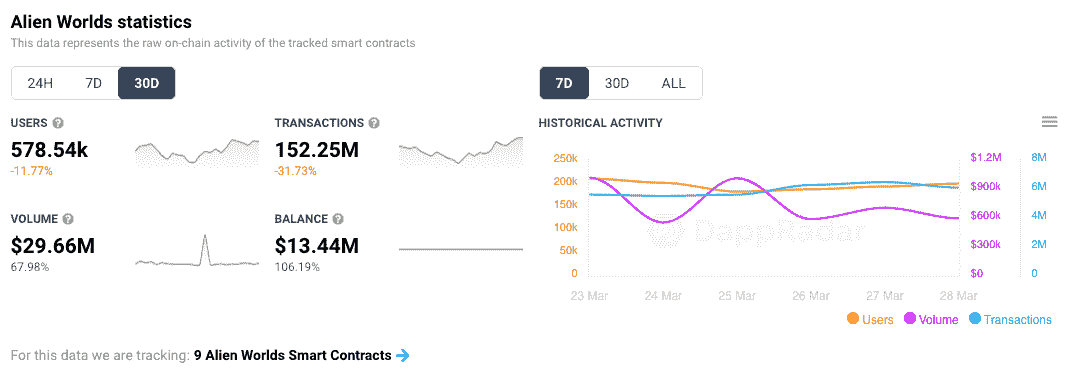 Alien Worlds statistics
This data represents the raw on-chain activity of the tracked smart contracts
24H 7D 30D
USERS ?
578.54k
-11.77%
TRANSACTIONS ?
152.25M
-31.73%
VOLUME ?
$29.66M
67.98%
BALANCE ?
$13.44M
106.19%
For this data we are tracking: 9 Alien Worlds Smart Contracts →
7D 30D ALL
HISTORICAL ACTIVITY
250k $1.2M 8M
200k $900k 6M
150k
100k $600k 4M
50k $300k 2M
0 $0 0
DappRadar
23 Mar 24 Mar 25 Mar 26 Mar 27 Mar 28 Mar
Users Volume Transactions